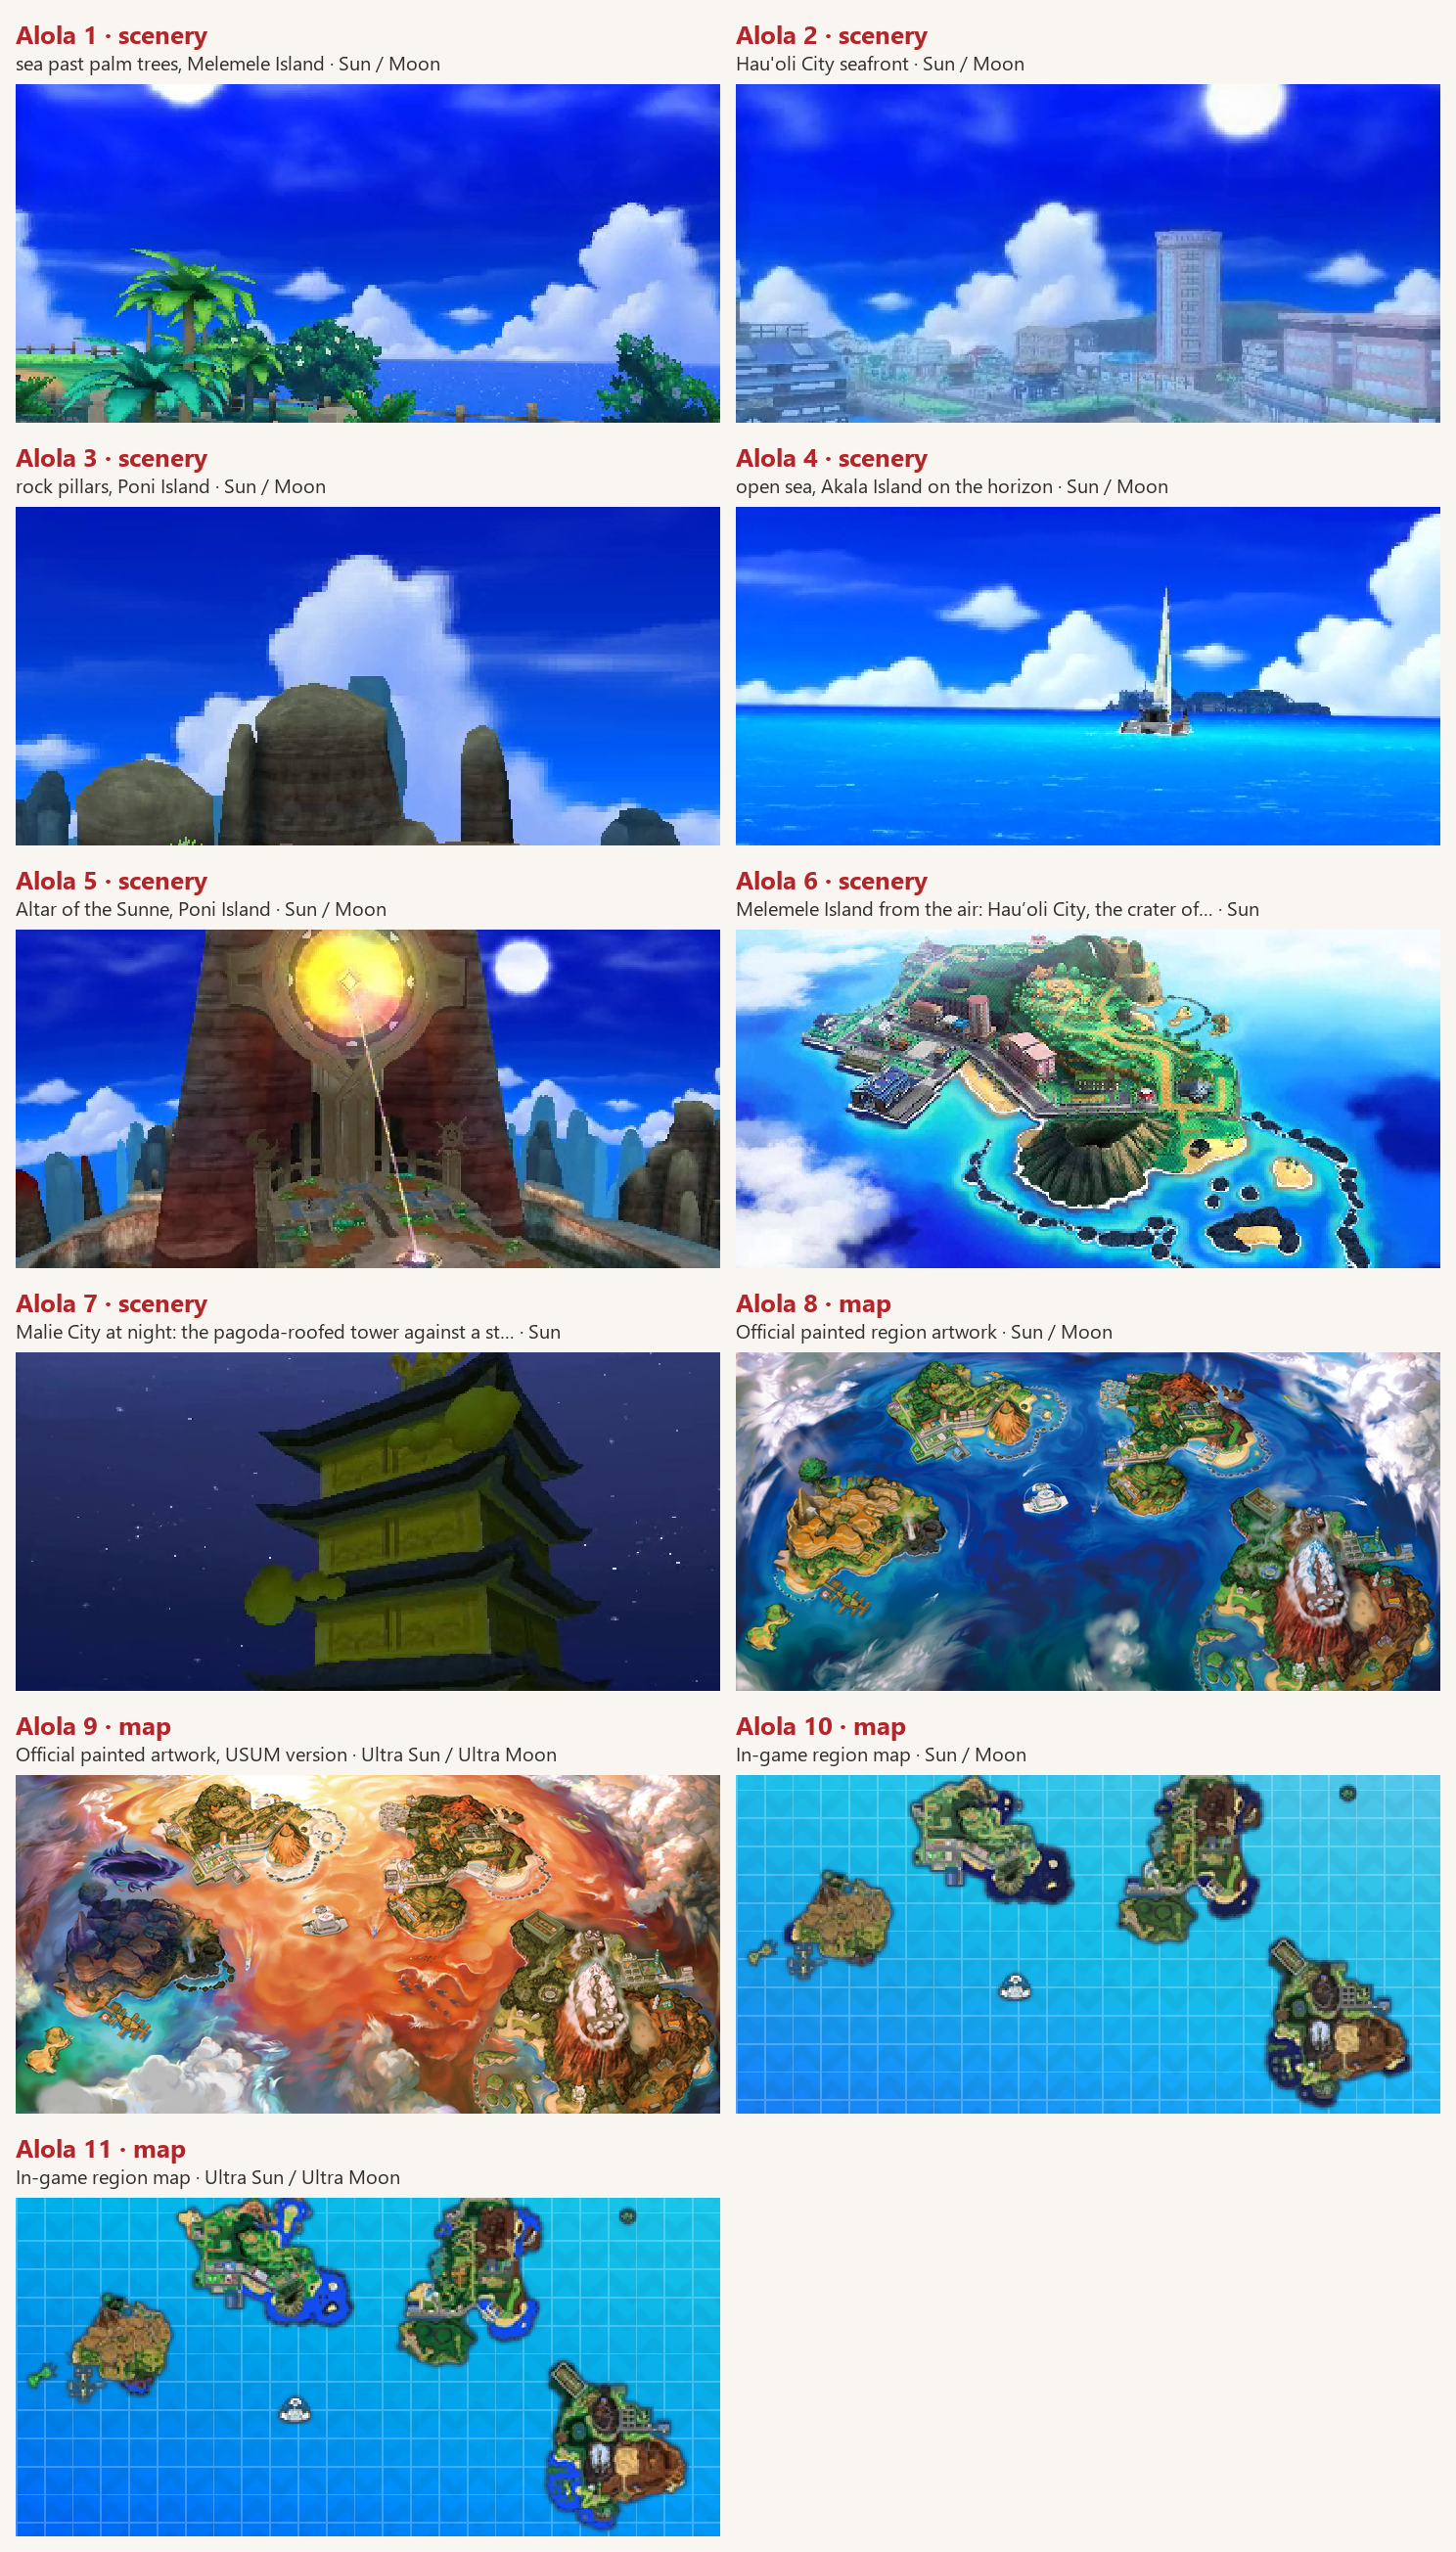 Alola 1 · scenery
sea past palm trees, Melemele Island · Sun / Moon
Alola 2 · scenery
Hau'oli City seafront · Sun / Moon
Alola 3 · scenery
rock pillars, Poni Island · Sun / Moon
Alola 4 · scenery
open sea, Akala Island on the horizon · Sun / Moon
Alola 5 · scenery
Altar of the Sunne, Poni Island · Sun / Moon
Alola 6 · scenery
Melemele Island from the air: Hau‘oli City, the crater of… · Sun
Alola 7 · scenery
Malie City at night: the pagoda-roofed tower against a st… · Sun
Alola 8 · map
Official painted region artwork · Sun / Moon
Alola 9 · map
Official painted artwork, USUM version · Ultra Sun / Ultra Moon
Alola 10 · map
In-game region map · Sun / Moon
Alola 11 · map
In-game region map · Ultra Sun / Ultra Moon